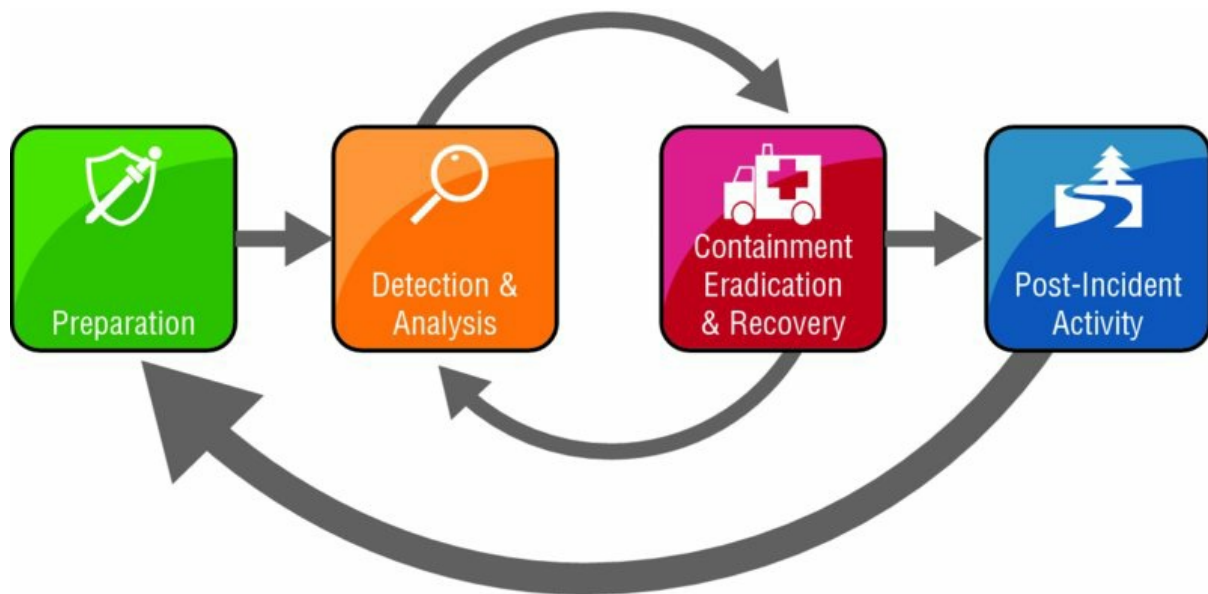 Preparation
Detection &
Analysis
Containment
Eradication
& Recovery
Post-Incident
Activity